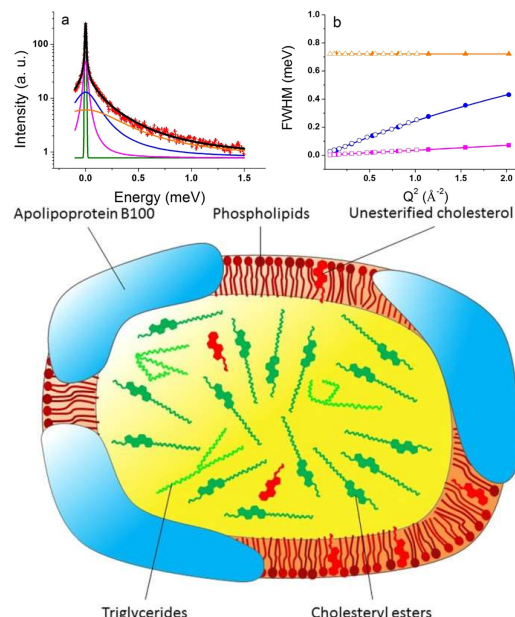 a
b
Intensity (a. u.)
100
10
1
0.0
0.5
1.0
1.5
Energy (meV)
FWHM (meV)
0.8
0.6
0.4
0.2
0.0
0.0
0.5
1.0
1.5
2.0
Q² (Å⁻²)
Apolipoprotein B100
Phospholipids
Unesterified cholesterol
Triglycerides
Cholesteryl esters